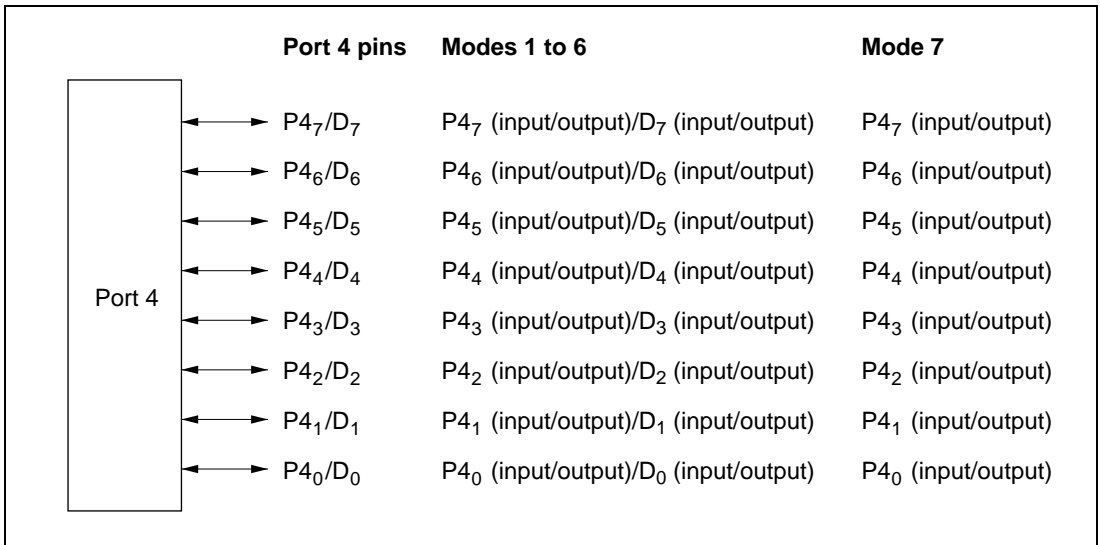 Port 4 pins Modes 1 to 6 Mode 7
P4₇/D₇ P4₇ (input/output)/D₇ (input/output) P4₇ (input/output)
P4₆/D₆ P4₆ (input/output)/D₆ (input/output) P4₆ (input/output)
P4₅/D₅ P4₅ (input/output)/D₅ (input/output) P4₅ (input/output)
P4₄/D₄ P4₄ (input/output)/D₄ (input/output) P4₄ (input/output)
Port 4
P4₃/D₃ P4₃ (input/output)/D₃ (input/output) P4₃ (input/output)
P4₂/D₂ P4₂ (input/output)/D₂ (input/output) P4₂ (input/output)
P4₁/D₁ P4₁ (input/output)/D₁ (input/output) P4₁ (input/output)
P4₀/D₀ P4₀ (input/output)/D₀ (input/output) P4₀ (input/output)